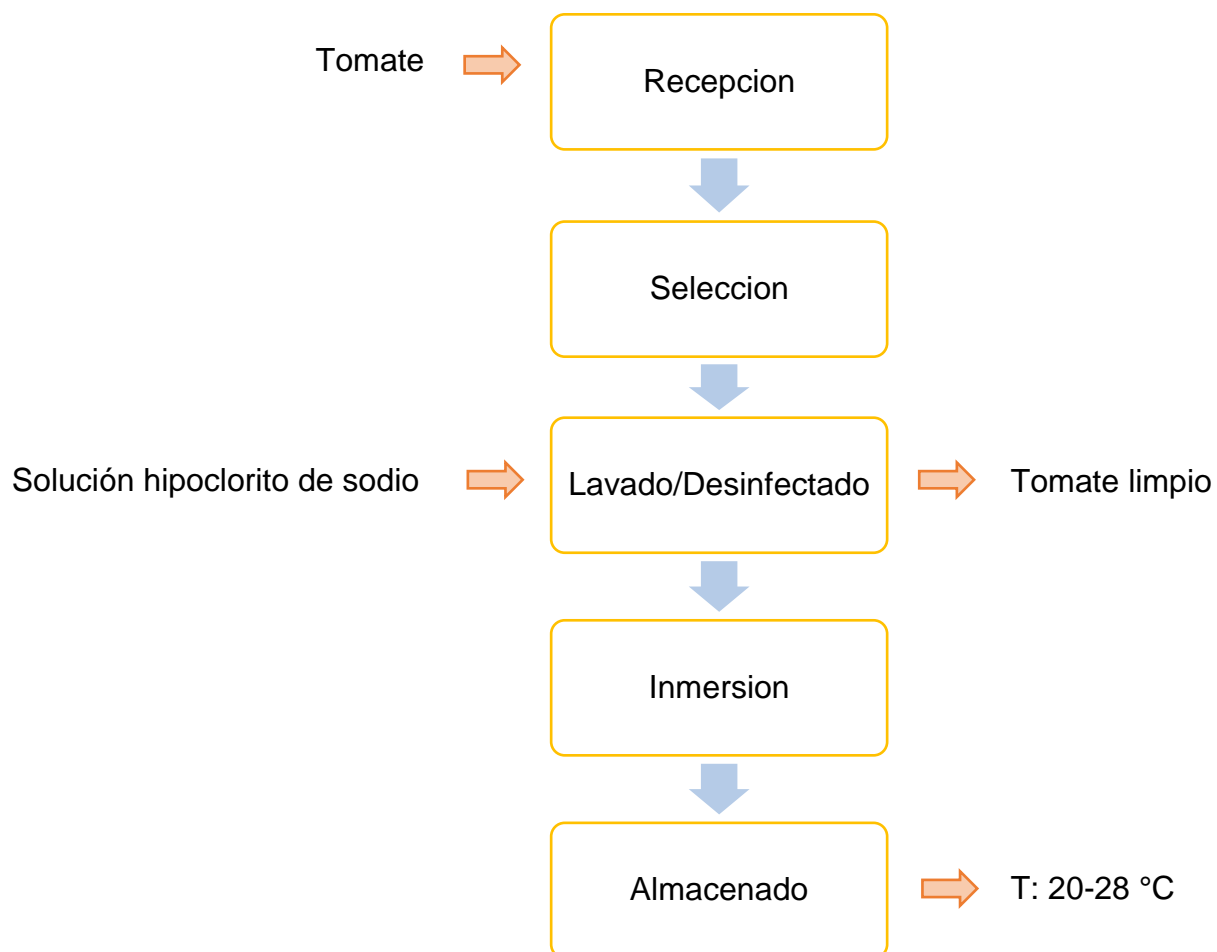 Tomate
Recepcion
Seleccion
Solución hipoclorito de sodio
Lavado/Desinfectado
Tomate limpio
Inmersion
Almacenado
T: 20-28 °C